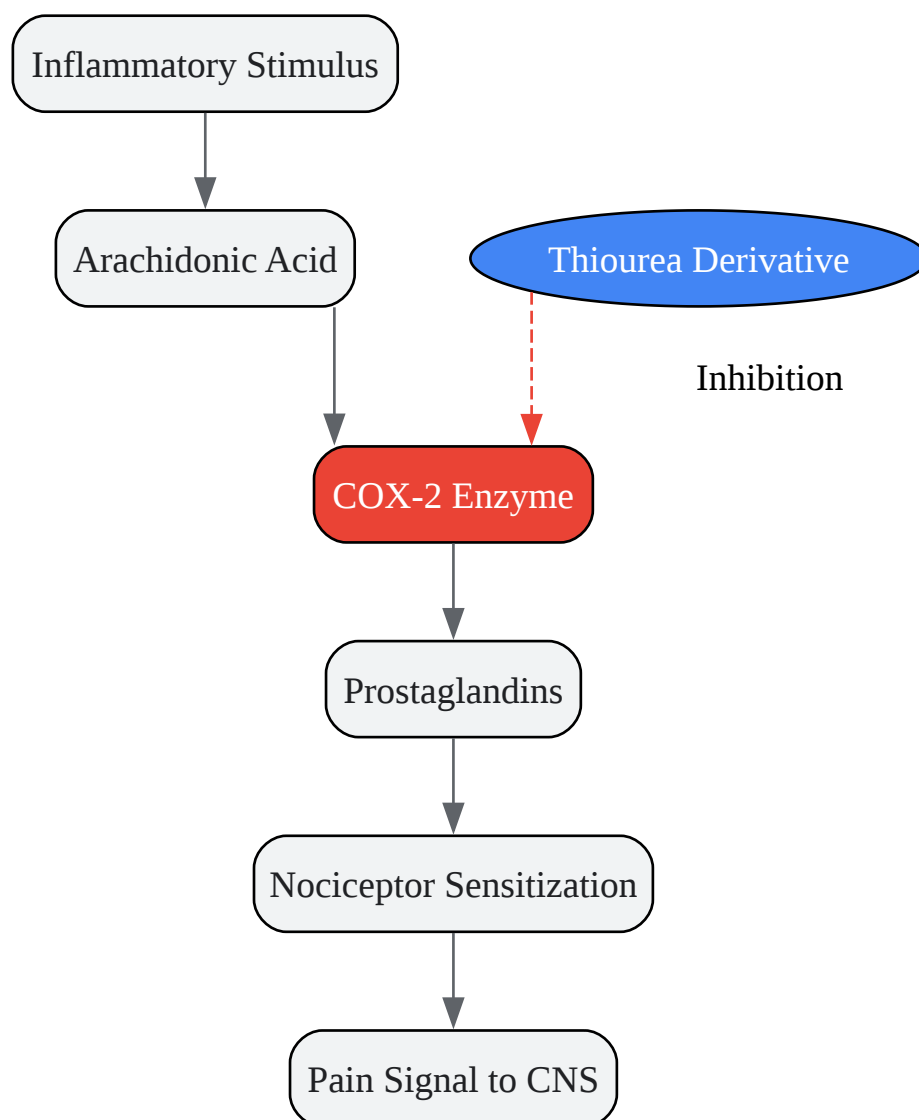 Inflammatory Stimulus
Arachidonic Acid
Thiourea Derivative
Inhibition
COX-2 Enzyme
Prostaglandins
Nociceptor Sensitization
Pain Signal to CNS